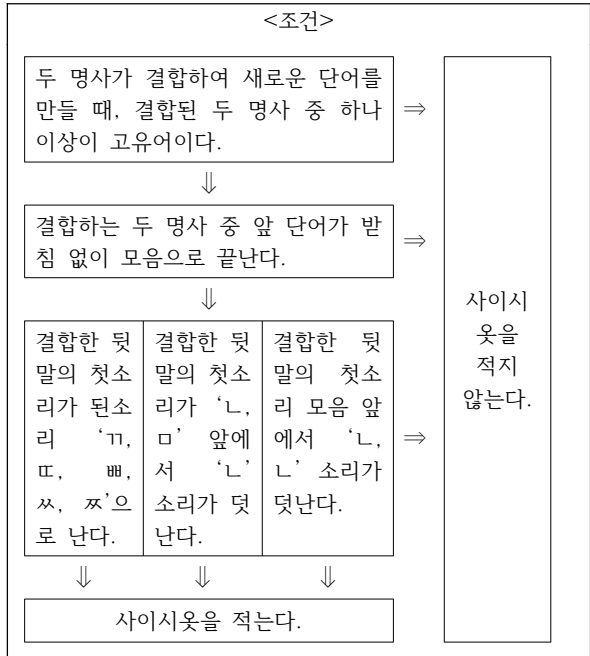 <조건>
두 명사가 결합하여 새로운 단어를
만들 때, 결합된 두 명사 중 하나
이상이 고유어이다.
⇒
⇓
결합하는 두 명사 중 앞 단어가 받
침 없이 모음으로 끝난다.
⇒
⇓
결합한 뒷
말의 첫소
리가 된소
리 ‘ㄲ,
ㄸ, ㅃ,
ㅆ, ㅉ’으
로 난다.
결합한 뒷
말의 첫소
리가 ‘ㄴ,
ㅁ’ 앞에
서 ‘ㄴ’
소리가 덧
난다.
결합한 뒷
말의 첫소
리 모음 앞
에서 ‘ㄴ,
ㄴ’ 소리가
덧난다.
⇒
⇓ ⇓ ⇓
사이시옷을 적는다.
사이시
옷을
적지
않는다.